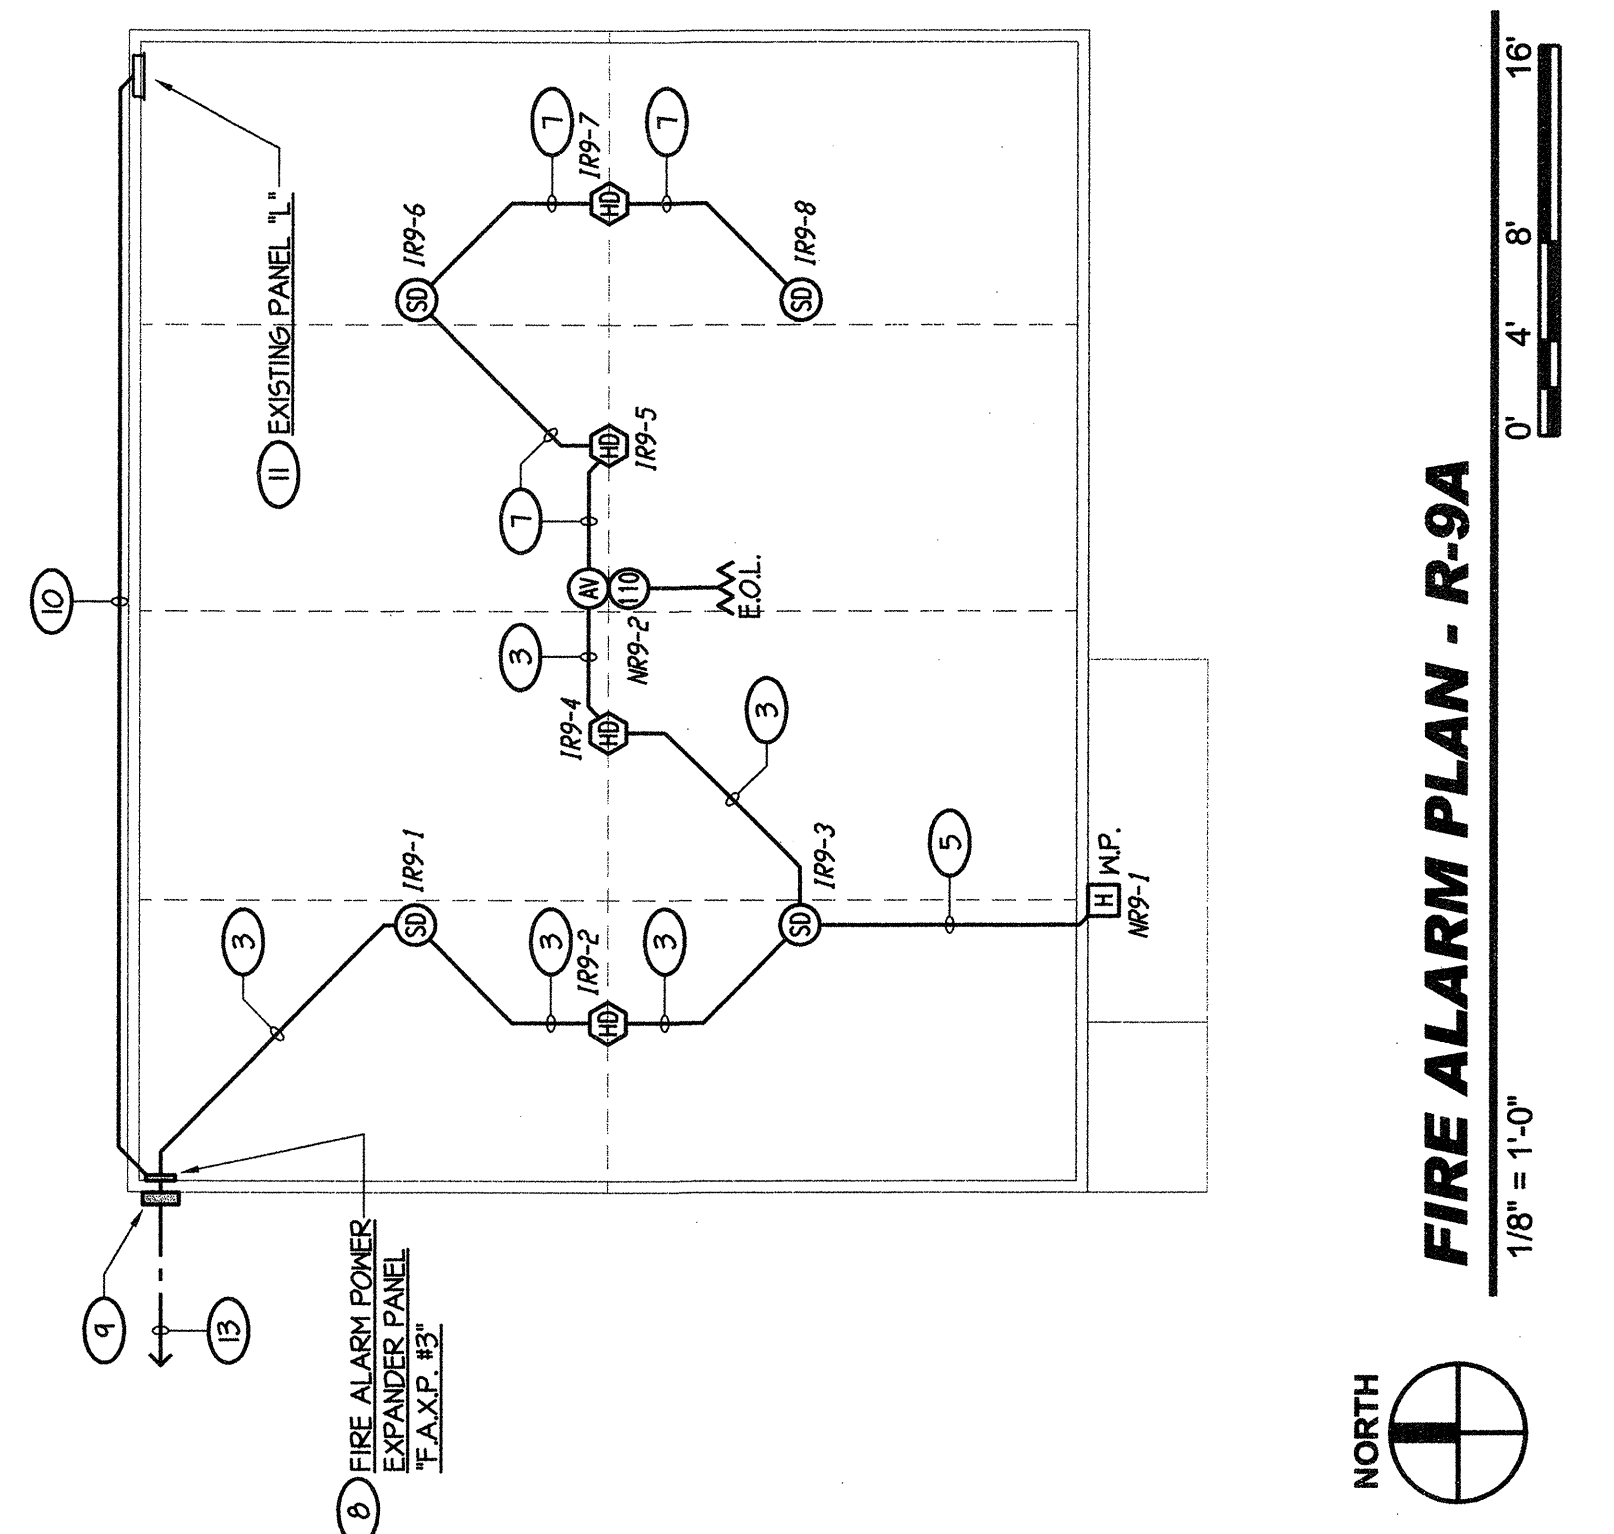 10
11 EXISTING PANEL "L"
7
7
IR9-7
HD
IR9-6
SD
IR9-8
SD
7
HD
IR9-5
AV
110
E.O.L.
3
NR9-2
IR9-4
HD
3
3
IR9-1
SD
3
IR9-2
HD
3
IR9-3
SD
5
H W.P.
NR9-1
9
13
8 FIRE ALARM POWER
EXPANDER PANEL
"F.A.X.P. #3"
NORTH
FIRE ALARM PLAN - R-9A
1/8" = 1'-0"
0' 4' 8' 16'